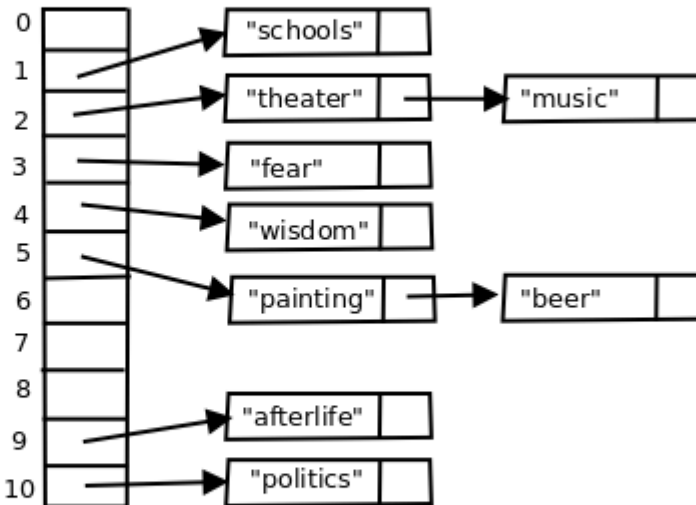 0 "schools"
1
"theater" "music"
2
3 "fear"
4 "wisdom"
5
"painting" "beer"
6
7
8
"afterlife"
9
"politics"
10